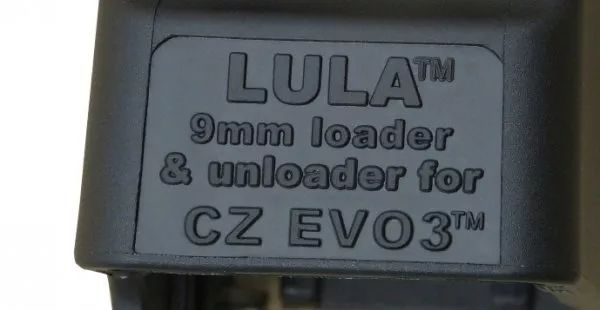 LULA™
9mm loader
& unloader for
CZ EVO3™